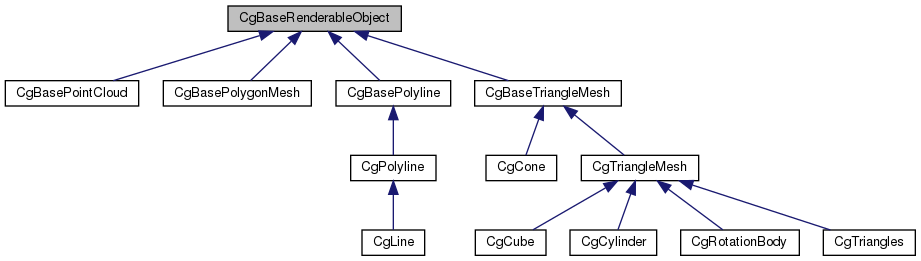 CgBaseRenderableObject
CgBasePointCloud
CgBasePolygonMesh
CgBasePolyline
CgBaseTriangleMesh
CgPolyline
CgCone
CgTriangleMesh
CgLine
CgCube
CgCylinder
CgRotationBody
CgTriangles